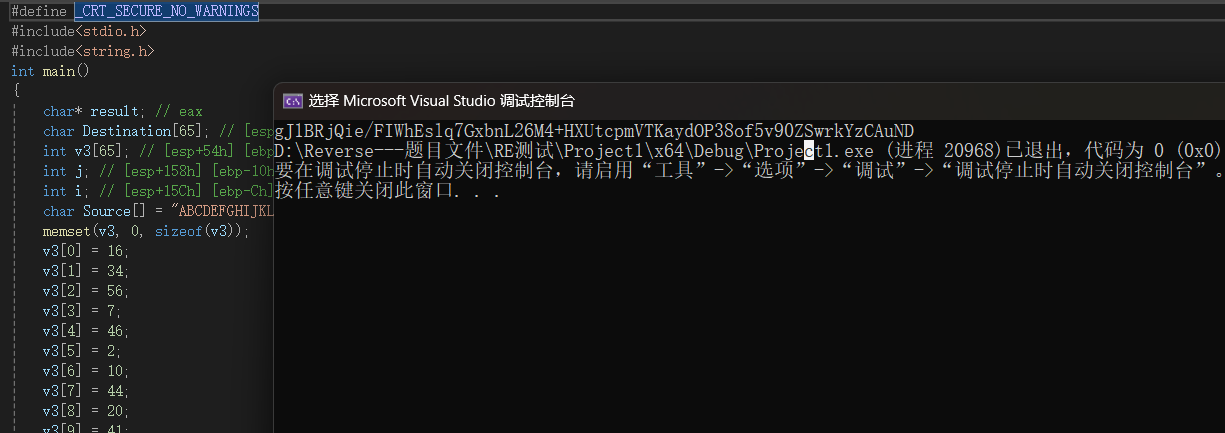 #define _CRT_SECURE_NO_WARNINGS
#include<stdio.h>
#include<string.h>
int main()
{
char* result; // eax
char Destination[65]; // [esp
int v3[65]; // [esp+54h] [ebp
int j; // [esp+158h] [ebp-10h
int i; // [esp+15Ch] [ebp-Ch]
char Source[] = "ABCDEFGHIJKL
memset(v3, 0, sizeof(v3));
v3[0] = 16;
v3[1] = 34;
v3[2] = 56;
v3[3] = 7;
v3[4] = 46;
v3[5] = 2;
v3[6] = 10;
v3[7] = 44;
v3[8] = 20;
v3[9] = 41;
选择 Microsoft Visual Studio 调试控制台
gJ1BRjQie/FIWhEslq7GxbnL26M4+HXUtcpmVTKaydOP38of5v90ZSwrkYzCAuND
D:\Reverse---题目文件\RE测试\Project1\x64\Debug\Project1.exe (进程 20968)已退出，代码为 0 (0x0)
要在调试停止时自动关闭控制台，请启用“工具”->“选项”->“调试”->“调试停止时自动关闭控制台”。
按任意键关闭此窗口. . .